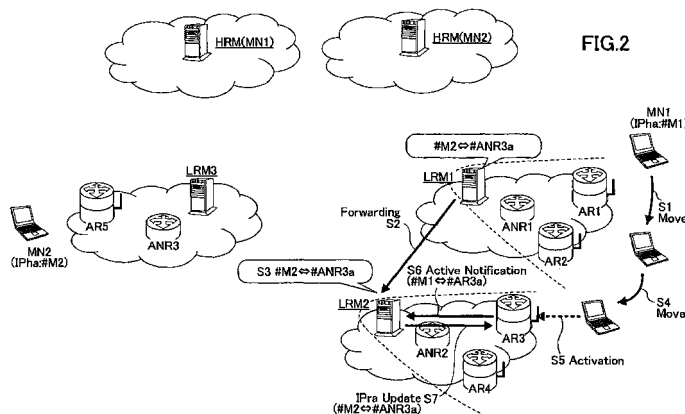 HRM(MN1)
HRM(MN2)
FIG.2
MN1
(IPha:#M1)
#M2⇔#ANR3a
LRM1
LRM3
AR1
S1
Move
ANR1
AR2
AR5
ANR3
MN2
(IPha:#M2)
Forwarding
S2
S3 #M2⇔#ANR3a
S6 Active Notification
(#M1⇔#AR3a)
S4
Move
LRM2
AR3
ANR2
S5 Activation
AR4
IPra Update S7
(#M2⇔#ANR3a)